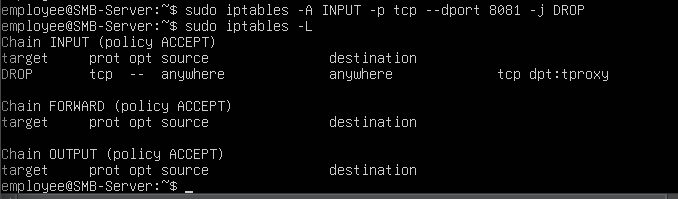 employee@SMB-Server:~$ sudo iptables -A INPUT -p tcp --dport 8081 -j DROP
employee@SMB-Server:~$ sudo iptables -L
Chain INPUT (policy ACCEPT)
target     prot opt source               destination
DROP       tcp  --  anywhere             anywhere             tcp dpt:tproxy
Chain FORWARD (policy ACCEPT)
target     prot opt source               destination
Chain OUTPUT (policy ACCEPT)
target     prot opt source               destination
employee@SMB-Server:~$ _